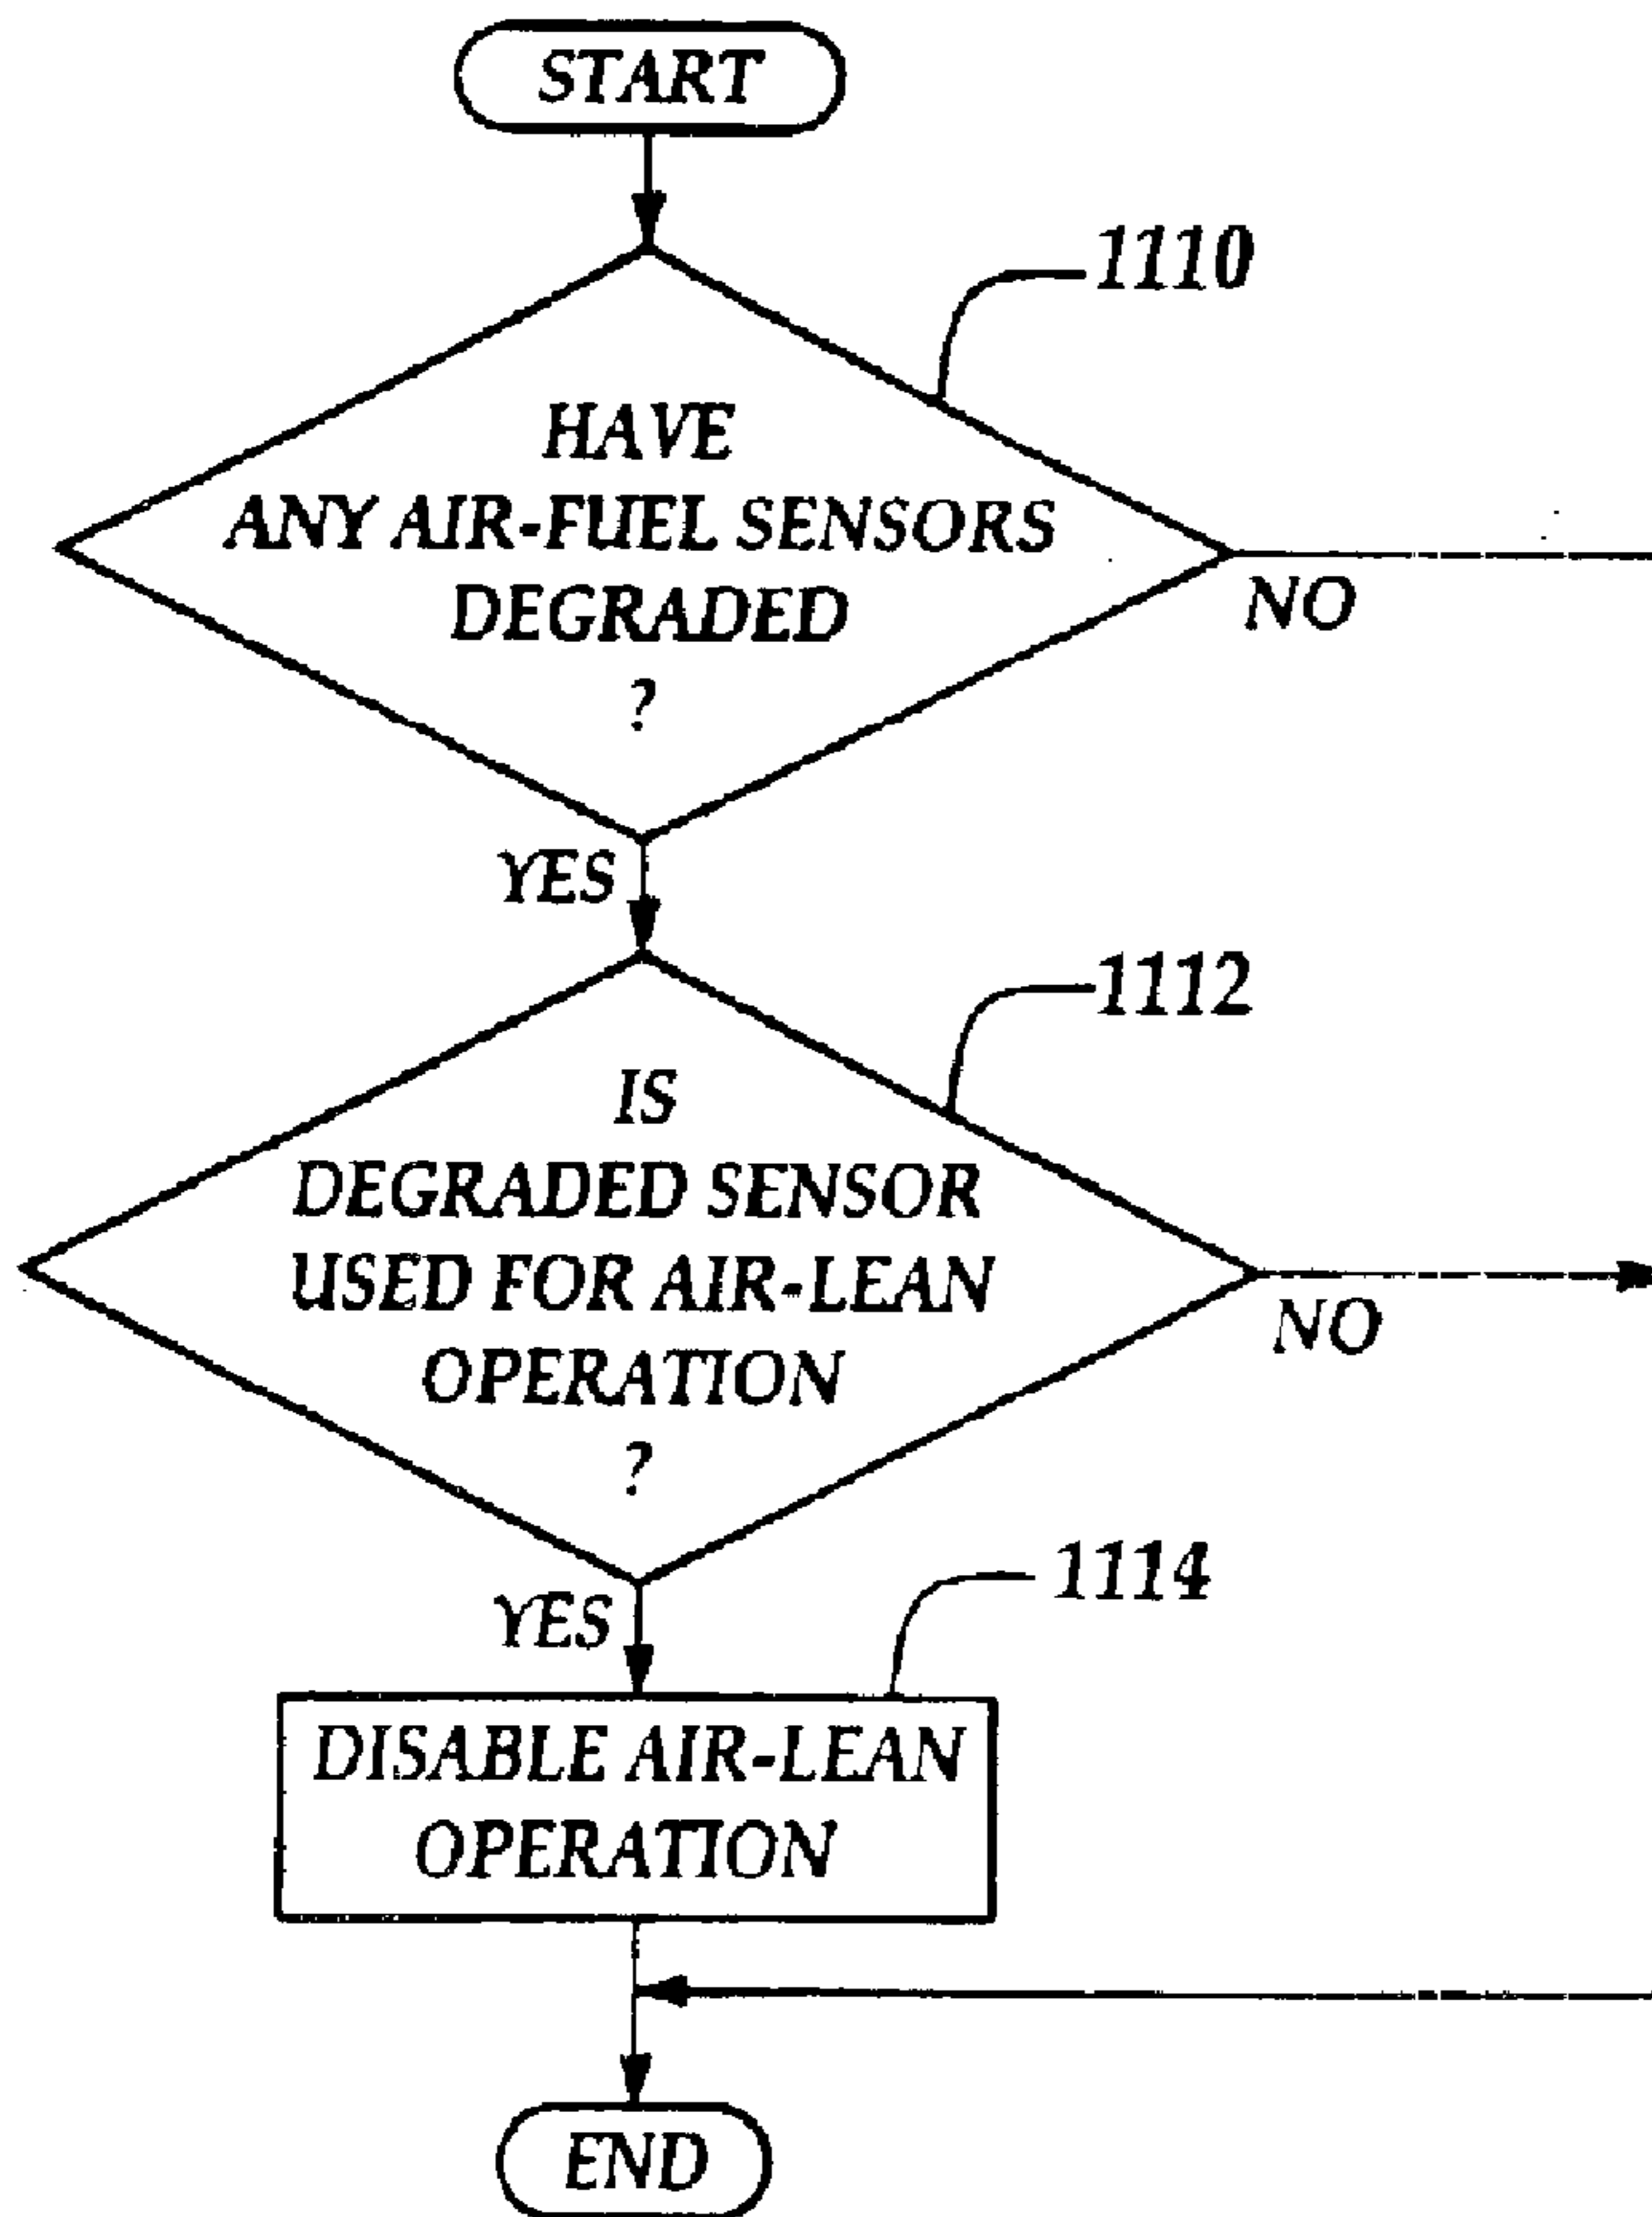 START
1110
HAVE
ANY AIR-FUEL SENSORS
DEGRADED
?
NO
YES
1112
IS
DEGRADED SENSOR
USED FOR AIR-LEAN
OPERATION
?
NO
YES
1114
DISABLE AIR-LEAN
OPERATION
END